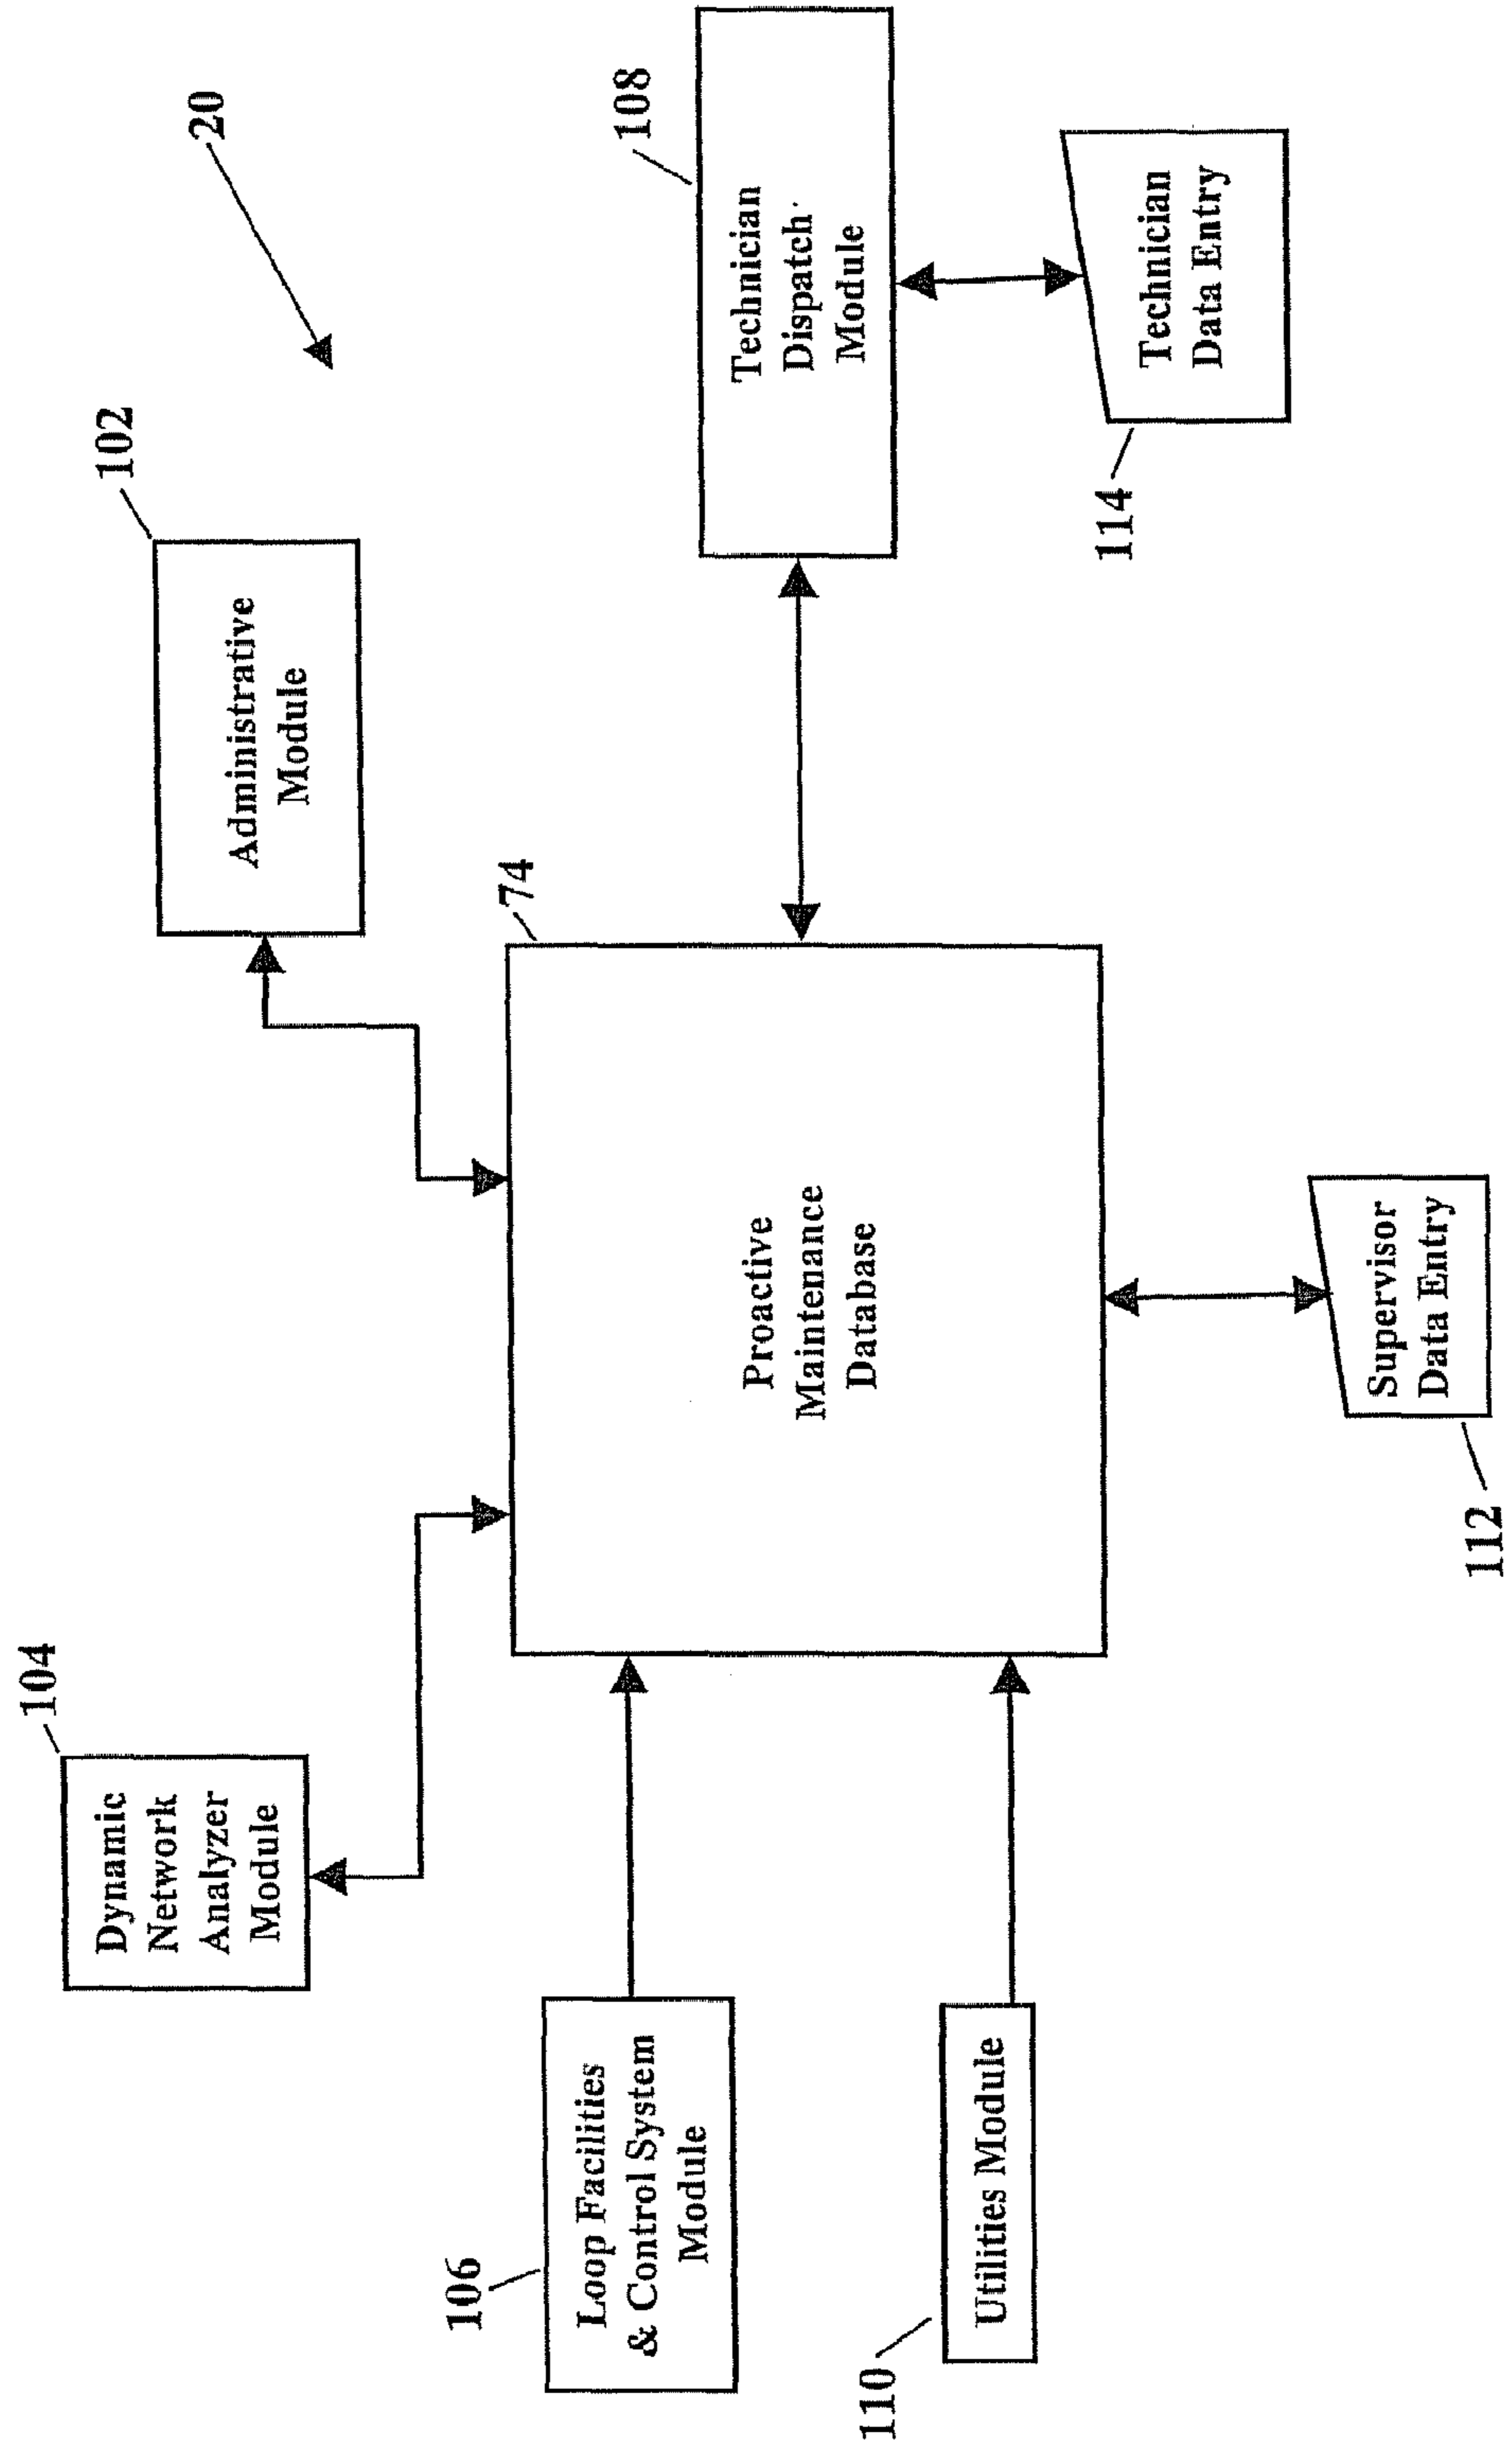 20
104
Dynamic
Network
Analyzer
Module
102
Administrative
Module
106
Loop Facilities
& Control System
Module
74
Proactive
Maintenance
Database
108
Technician
Dispatch
Module
110
Utilities Module
114
Technician
Data Entry
112
Supervisor
Data Entry